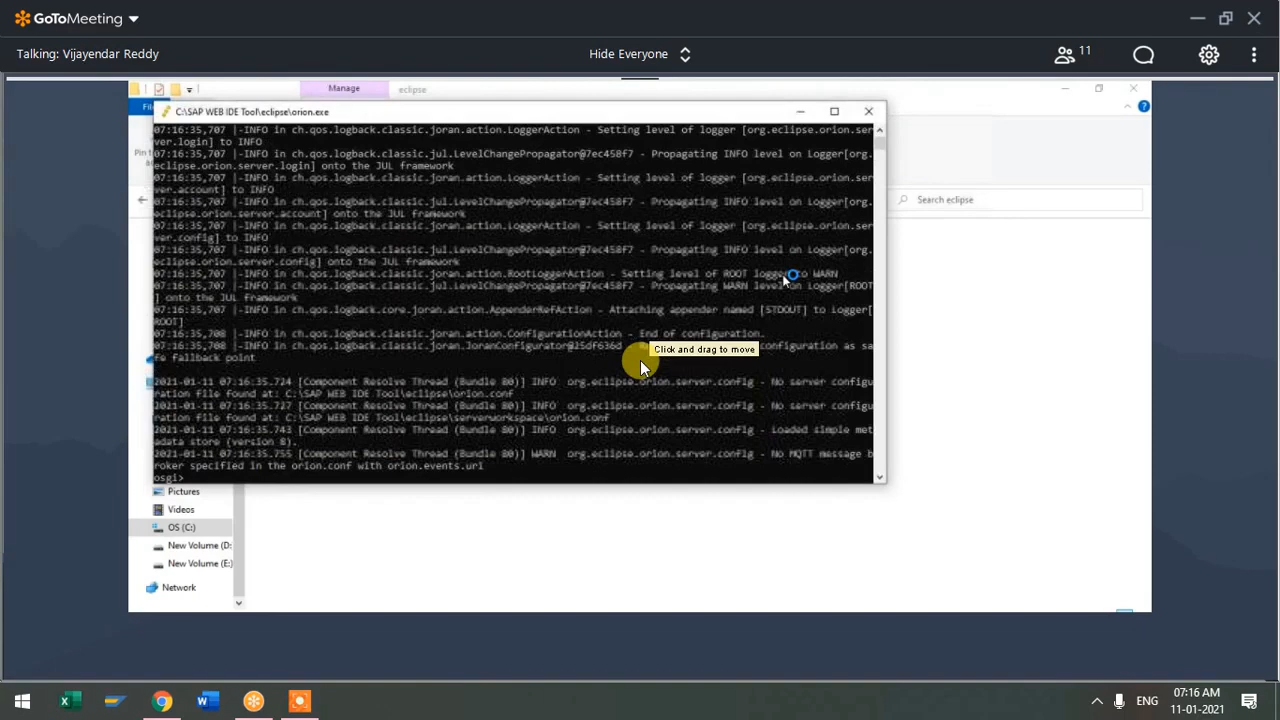 GoToMeeting
Talking: Vijayendar Reddy
Hide Everyone
11
Manage
eclipse
C:\SAP WEB IDE Tool\eclipse\orion.exe
07:16:35,707 |-INFO in ch.qos.logback.classic.joran.action.LoggerAction - Setting level of logger [org.eclipse.orion.ser
ver.login] to INFO
07:16:35,707 |-INFO in ch.qos.logback.classic.jul.LevelChangePropagator@7ec458f7 - Propagating INFO level on Logger[org.
eclipse.orion.server.login] onto the JUL framework
07:16:35,707 |-INFO in ch.qos.logback.classic.joran.action.LoggerAction - Setting level of logger [org.eclipse.orion.ser
ver.account] to INFO
07:16:35,707 |-INFO in ch.qos.logback.classic.jul.LevelChangePropagator@7ec458f7 - Propagating INFO level on Logger[org.
eclipse.orion.server.account] onto the JUL framework
07:16:35,707 |-INFO in ch.qos.logback.classic.joran.action.LoggerAction - Setting level of logger [org.eclipse.orion.ser
ver.config] to INFO
07:16:35,707 |-INFO in ch.qos.logback.classic.jul.LevelChangePropagator@7ec458f7 - Propagating INFO level on Logger[org.
eclipse.orion.server.config] onto the JUL framework
07:16:35,707 |-INFO in ch.qos.logback.classic.joran.action.RootLoggerAction - Setting level of ROOT logger to WARN
07:16:35,707 |-INFO in ch.qos.logback.classic.jul.LevelChangePropagator@7ec458f7 - Propagating WARN level on Logger[ROOT
] onto the JUL framework
07:16:35,707 |-INFO in ch.qos.logback.core.joran.action.AppenderRefAction - Attaching appender named [STDOUT] to Logger[
ROOT]
07:16:35,708 |-INFO in ch.qos.logback.classic.joran.action.ConfigurationAction - End of configuration.
07:16:35,708 |-INFO in ch.qos.logback.classic.joran.JoranConfigurator@25df636d - configuration as sa
fe fallback point
Click and drag to move
2021-01-11 07:16:35.724 [Component Resolve Thread (Bundle 80)] INFO org.eclipse.orion.server.config - No server configu
ration file found at: C:\SAP WEB IDE Tool\eclipse\orion.conf
2021-01-11 07:16:35.727 [Component Resolve Thread (Bundle 80)] INFO org.eclipse.orion.server.config - No server configu
ration file found at: C:\SAP WEB IDE Tool\eclipse\serverworkspace\orion.conf
2021-01-11 07:16:35.743 [Component Resolve Thread (Bundle 80)] INFO org.eclipse.orion.server.config - Loaded simple met
adata store (version 8).
2021-01-11 07:16:35.755 [Component Resolve Thread (Bundle 80)] WARN org.eclipse.orion.server.config - No MQTT message b
roker specified in the orion.conf with orion.events.uri
osgi>
Search eclipse
Pictures
Videos
OS (C:)
New Volume (D:
New Volume (E:)
Network
ENG
07:16 AM
11-01-2021